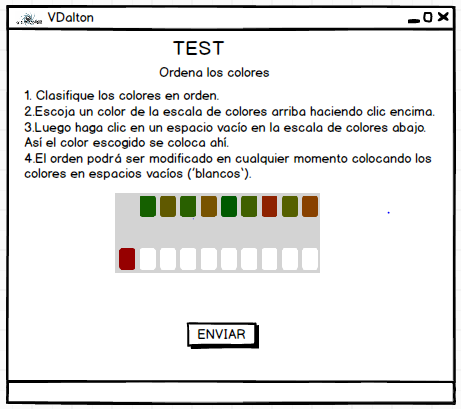 VDalton
TEST
Ordena los colores
1. Clasifique los colores en orden.
2.Escoja un color de la escala de colores arriba haciendo clic encima.
3.Luego haga clic en un espacio vacío en la escala de colores abajo.
Así el color escogido se coloca ahí.
4.El orden podrá ser modificado en cualquier momento colocando los
colores en espacios vacíos (‘blancos‘).
ENVIAR